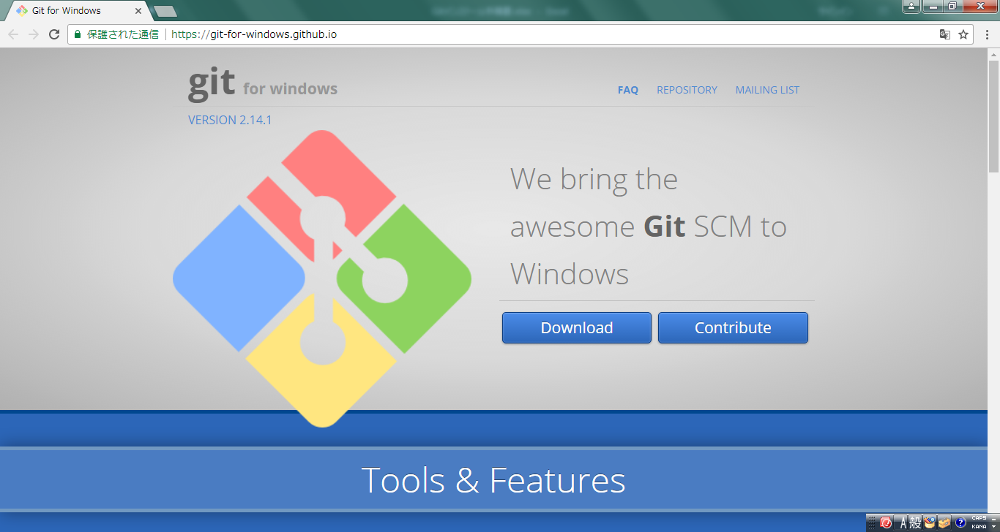 Git for Windows
保護された通信 https://git-for-windows.github.io
git for windows
FAQ REPOSITORY MAILING LIST
VERSION 2.14.1
We bring the
awesome Git SCM to
Windows
Download Contribute
Tools & Features
A 般 CAPS
KANA